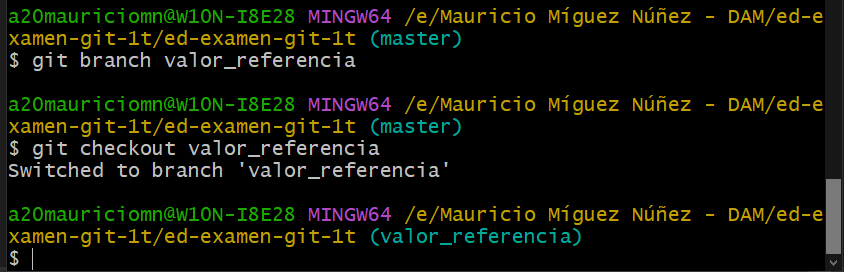 a20mauriciomn@W10N-I8E28 MINGW64 /e/Mauricio Míguez Núñez - DAM/ed-e
xamen-git-1t/ed-examen-git-1t (master)
$ git branch valor_referencia
a20mauriciomn@W10N-I8E28 MINGW64 /e/Mauricio Míguez Núñez - DAM/ed-e
xamen-git-1t/ed-examen-git-1t (master)
$ git checkout valor_referencia
Switched to branch 'valor_referencia'
a20mauriciomn@W10N-I8E28 MINGW64 /e/Mauricio Míguez Núñez - DAM/ed-e
xamen-git-1t/ed-examen-git-1t (valor_referencia)
$